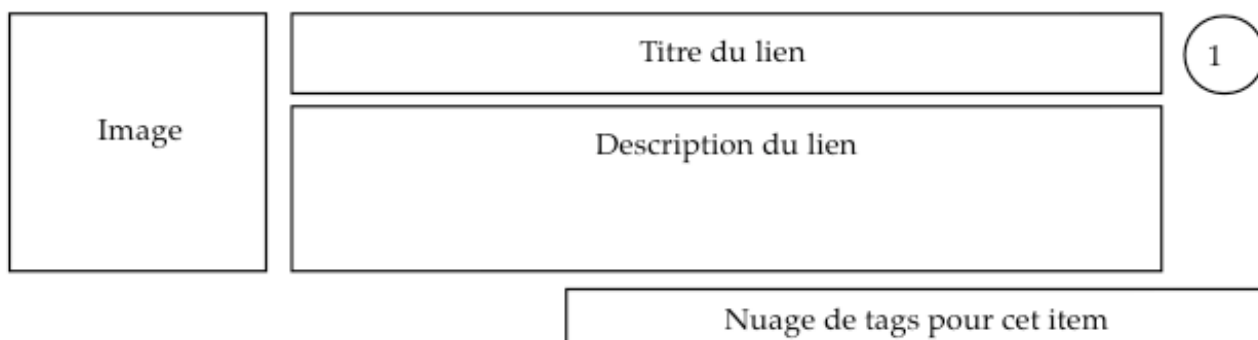 Titre du lien
1
Image
Description du lien
Nuage de tags pour cet item